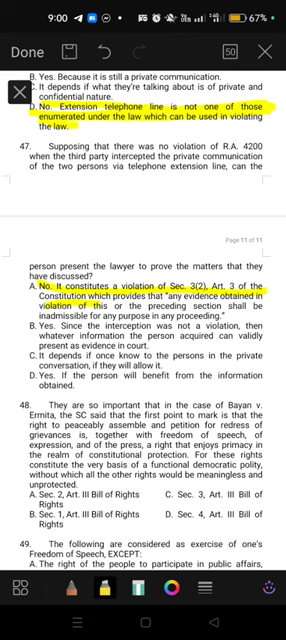 9:00
67%
Done
50
B. Yes. Because it is still a private communication.
C. It depends if what they're talking about is of private and
confidential nature.
D. No. Extension telephone line is not one of those
enumerated under the law which can be used in violating
the law.
47. Supposing that there was no violation of R.A. 4200
when the third party intercepted the private communication
of the two persons via telephone extension line, can the
Page 11 of 11
person present the lawyer to prove the matters that they
have discussed?
A. No. It constitutes a violation of Sec. 3(2), Art. 3 of the
Constitution which provides that "any evidence obtained in
violation of this or the preceding section shall be
inadmissible for any purpose in any proceeding."
B. Yes. Since the interception was not a violation, then
whatever information the person acquired can validly
present as evidence in court.
C. It depends if once know to the persons in the private
conversation, if they will allow it.
D. Yes. If the person will benefit from the information
obtained.
48. They are so important that in the case of Bayan v.
Ermita, the SC said that the first point to mark is that the
right to peaceably assemble and petition for redress of
grievances is, together with freedom of speech, of
expression, and of the press, a right that enjoys primacy in
the realm of constitutional protection. For these rights
constitute the very basis of a functional democratic polity,
without which all the other rights would be meaningless and
unprotected.
A. Sec. 2, Art. III Bill of Rights
B. Sec. 1, Art. III Bill of Rights
C. Sec. 3, Art. III Bill of Rights
D. Sec. 4, Art. III Bill of Rights
49. The following are considered as exercise of one's
Freedom of Speech, EXCEPT:
A. The right of the people to participate in public affairs,